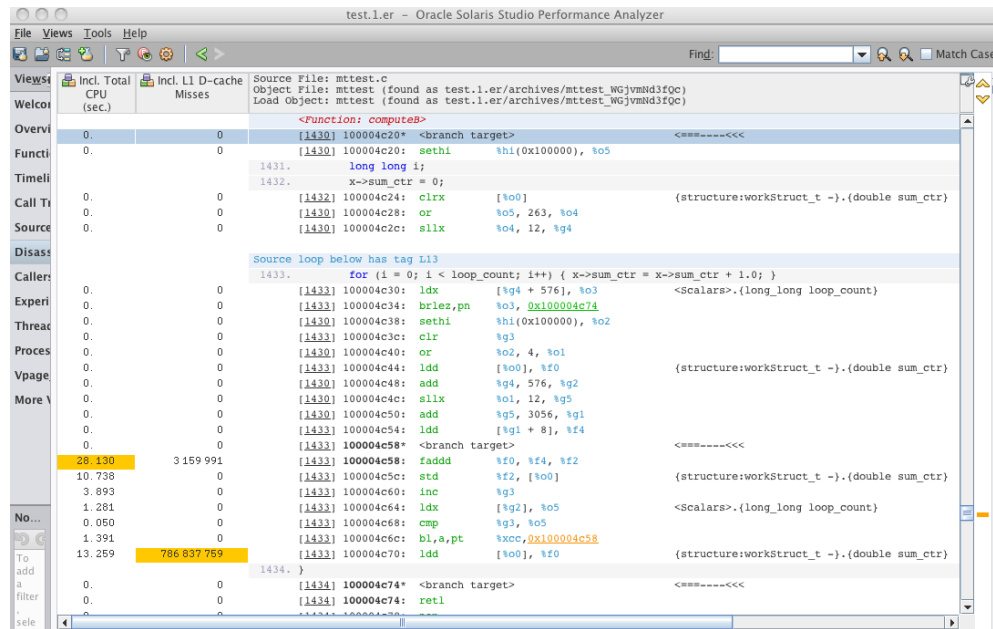 test.1.er – Oracle Solaris Studio Performance Analyzer
File Views Tools Help
Find: Match Case
Views
Welcor
Overvi
Functi
Timeli
Call Tr
Source
Disass
Callers
Experi
Thread
Proces
Vpage_
More V
No...
To
add
a
filter
,
sele
Incl. Total CPU (sec.) Incl. L1 D-cache Misses
Source File: mttest.c
Object File: mttest (found as test.1.er/archives/mttest_WGjvmNd3fQc)
Load Object: mttest (found as test.1.er/archives/mttest_WGjvmNd3fQc)
<Function: computeB>
0. 0 [1430] 100004c20* <branch target> <===----<<<
0. 0 [1430] 100004c20: sethi %hi(0x100000), %o5
1431. long long i;
1432. x->sum_ctr = 0;
0. 0 [1432] 100004c24: clrx [%o0] {structure:workStruct_t -}.{double sum_ctr}
0. 0 [1430] 100004c28: or %o5, 263, %o4
0. 0 [1430] 100004c2c: sllx %o4, 12, %g4
Source loop below has tag L13
1433. for (i = 0; i < loop_count; i++) { x->sum_ctr = x->sum_ctr + 1.0; }
0. 0 [1433] 100004c30: ldx [%g4 + 576], %o3 <Scalars>.{long_long loop_count}
0. 0 [1433] 100004c34: brlez,pn %o3, 0x100004c74
0. 0 [1430] 100004c38: sethi %hi(0x100000), %o2
0. 0 [1433] 100004c3c: clr %g3
0. 0 [1430] 100004c40: or %o2, 4, %o1
0. 0 [1433] 100004c44: ldd [%o0], %f0 {structure:workStruct_t -}.{double sum_ctr}
0. 0 [1430] 100004c48: add %g4, 576, %g2
0. 0 [1430] 100004c4c: sllx %o1, 12, %g5
0. 0 [1430] 100004c50: add %g5, 3056, %g1
0. 0 [1433] 100004c54: ldd [%g1 + 8], %f4
0. 0 [1433] 100004c58* <branch target> <===----<<<
28.130 3 159 991 [1433] 100004c58: faddd %f0, %f4, %f2
10.738 0 [1433] 100004c5c: std %f2, [%o0] {structure:workStruct_t -}.{double sum_ctr}
3.893 0 [1433] 100004c60: inc %g3
1.281 0 [1433] 100004c64: ldx [%g2], %o5 <Scalars>.{long_long loop_count}
0.050 0 [1433] 100004c68: cmp %g3, %o5
1.391 0 [1433] 100004c6c: bl,a,pt %xcc,0x100004c58
13.259 786 837 759 [1433] 100004c70: ldd [%o0], %f0 {structure:workStruct_t -}.{double sum_ctr}
1434. }
0. 0 [1434] 100004c74* <branch target> <===----<<<
0. 0 [1434] 100004c74: retl